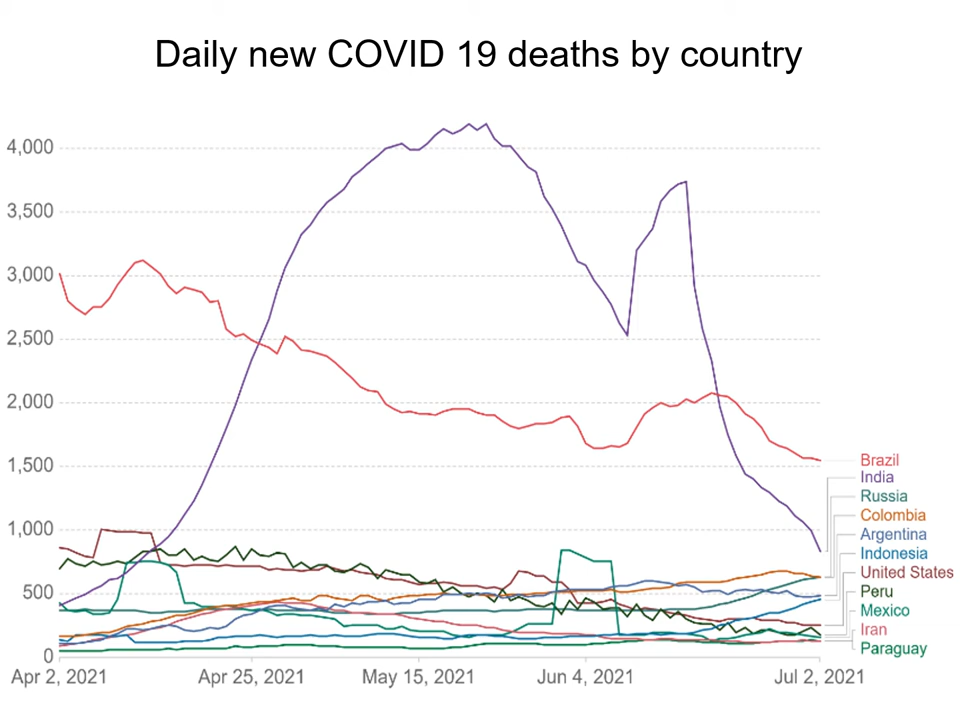 Daily new COVID 19 deaths by country
4,000
3,500
3,000
2,500
2,000
1,500
1,000
500
0
Apr 2, 2021
Apr 25, 2021
May 15, 2021
Jun 4, 2021
Jul 2, 2021
Brazil
India
Russia
Colombia
Argentina
Indonesia
United States
Peru
Mexico
Iran
Paraguay